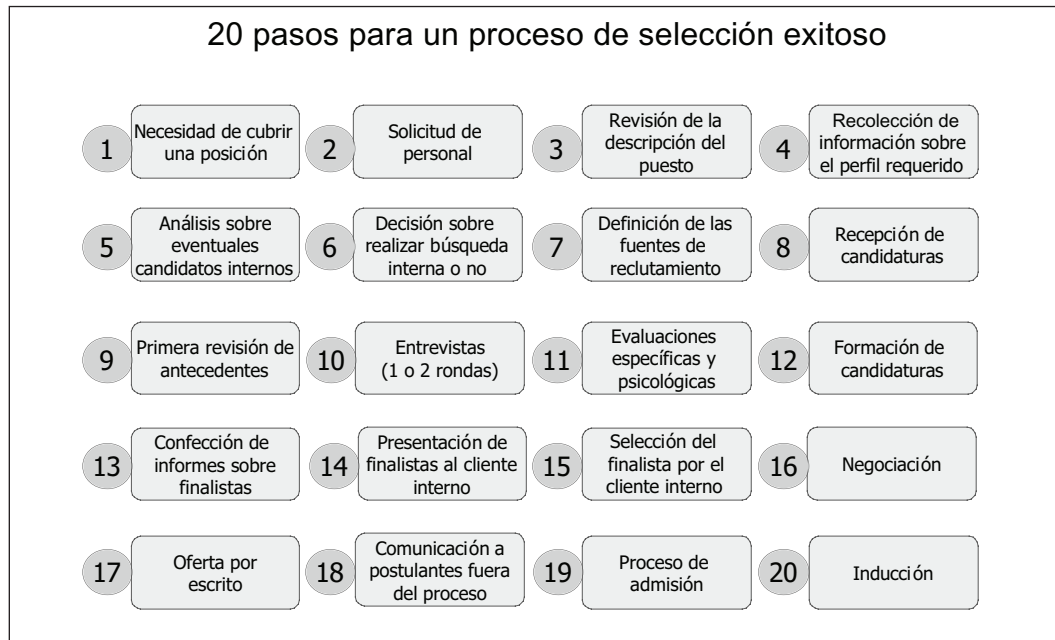 20 pasos para un proceso de selección exitoso
1
Necesidad de cubrir
una posición
2
Solicitud de
personal
3
Revisión de la
descripción del
puesto
4
Recolección de
información sobre
el perfil requerido
5
Análisis sobre
eventuales
candidatos internos
6
Decisión sobre
realizar búsqueda
interna o no
7
Definición de las
fuentes de
reclutamiento
8
Recepción de
candidaturas
9
Primera revisión de
antecedentes
10
Entrevistas
(1 o 2 rondas)
11
Evaluaciones
específicas y
psicológicas
12
Formación de
candidaturas
13
Confección de
informes sobre
finalistas
14
Presentación de
finalistas al cliente
interno
15
Selección del
finalista por el
cliente interno
16
Negociación
17
Oferta por
escrito
18
Comunicación a
postulantes fuera
del proceso
19
Proceso de
admisión
20
Inducción